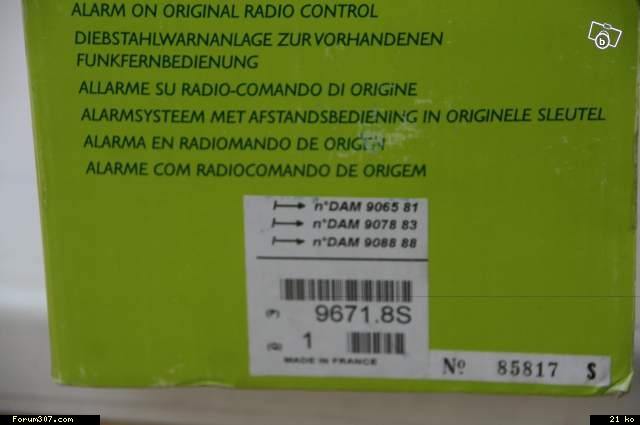 ALARM ON ORIGINAL RADIO CONTROL
DIEBSTAHLWARNANLAGE ZUR VORHANDENEN
FUNKFERNBEDIENUNG
ALLARME SU RADIO-COMANDO DI ORIGiNE
ALARMSYSTEEM MET AFSTANDSBEDIENING IN ORIGINELE SLEUTEL
ALARMA EN RADIOMANDO DE ORIGEN
ALARME COM RADIOCOMANDO DE ORIGEM
n°DAM 9065 81
n°DAM 9078 83
n°DAM 9088 88
(P) 9671.8S
(Q) 1
MADE IN FRANCE
No 85817 S
b
Forum307.com
21 ko